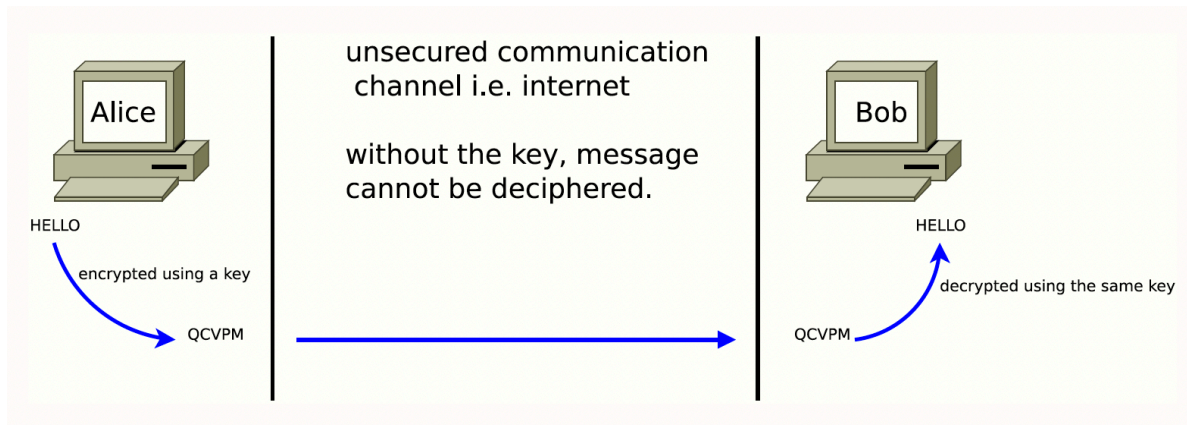 unsecured communication
channel i.e. internet
without the key, message
cannot be deciphered.
Alice
Bob
HELLO
encrypted using a key
QCVPM
HELLO
decrypted using the same key
QCVPM